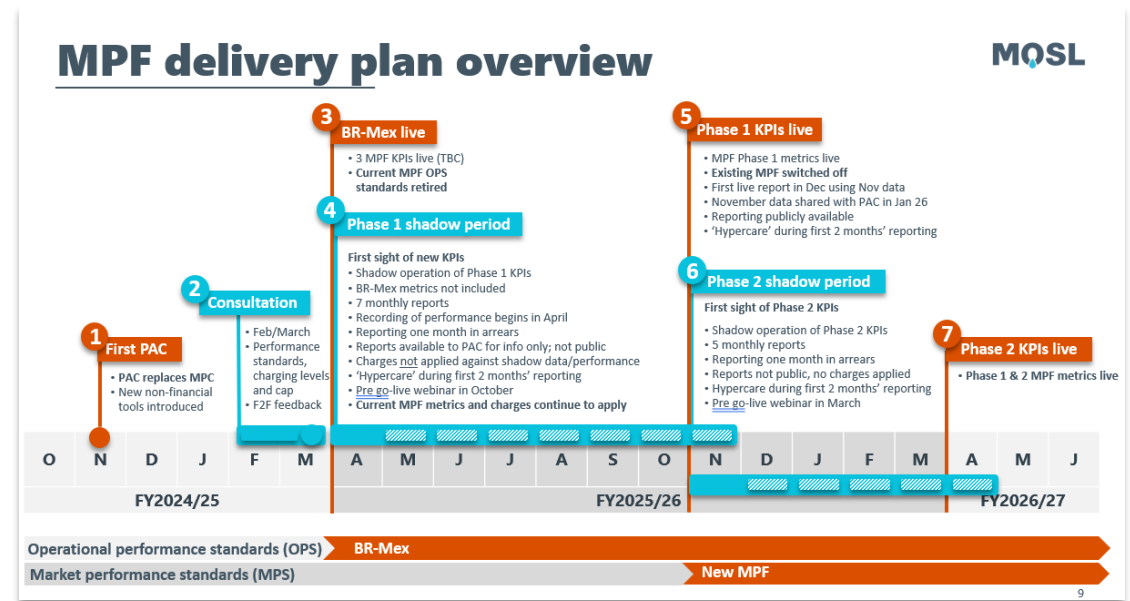 MPF delivery plan overview
MOSL
3
BR-Mex live
• 3 MPF KPIs live (TBC)
• Current MPF OPS
standards retired
4
Phase 1 shadow period
First sight of new KPIs
• Shadow operation of Phase 1 KPIs
• BR-Mex metrics not included
• 7 monthly reports
• Recording of performance begins in April
• Reporting one month in arrears
• Reports available to PAC for info only; not public
• Charges not applied against shadow data/performance
• ‘Hypercare’ during first 2 months’ reporting
• Pre go-live webinar in October
• Current MPF metrics and charges continue to apply
2
Consultation
• Feb/March
• Performance
standards,
charging levels
and cap
• F2F feedback
1
First PAC
• PAC replaces MPC
• New non-financial
tools introduced
5
Phase 1 KPIs live
• MPF Phase 1 metrics live
• Existing MPF switched off
• First live report in Dec using Nov data
• November data shared with PAC in Jan 26
• Reporting publicly available
• ‘Hypercare’ during first 2 months’ reporting
6
Phase 2 shadow period
First sight of Phase 2 KPIs
• Shadow operation of Phase 2 KPIs
• 5 monthly reports
• Reporting one month in arrears
• Reports not public, no charges applied
• Hypercare during first 2 months’ reporting
• Pre go-live webinar in March
7
Phase 2 KPIs live
• Phase 1 & 2 MPF metrics live
O N D J F M A M J J A S O N D J F M A M J
FY2024/25 FY2025/26 FY2026/27
Operational performance standards (OPS) BR-Mex
Market performance standards (MPS) New MPF
9